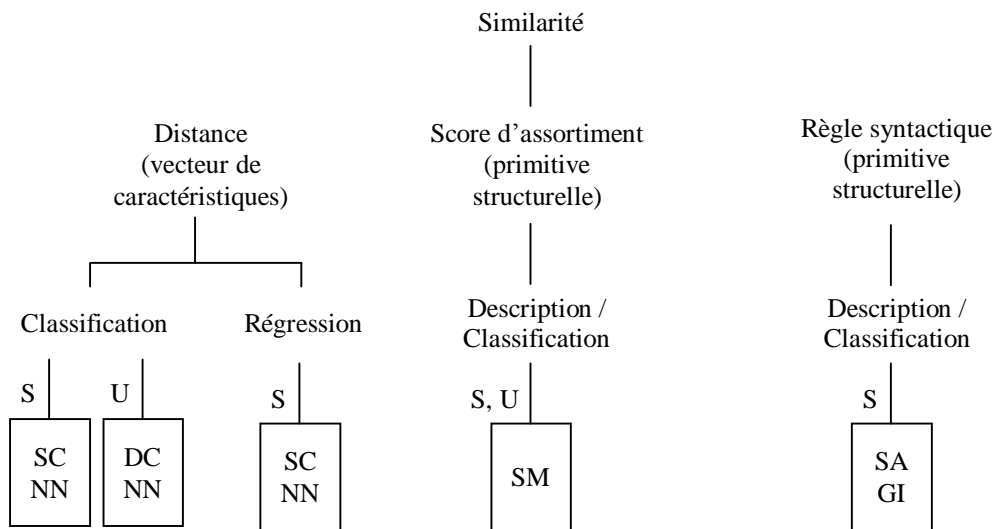 Similarité
Distance
(vecteur de
caractéristiques)
Score d'assortiment
(primitive
structurelle)
Règle syntactique
(primitive
structurelle)
Classification
Régression
Description /
Classification
Description /
Classification
S
U
S
S, U
S
SC
NN
DC
NN
SC
NN
SM
SA
GI